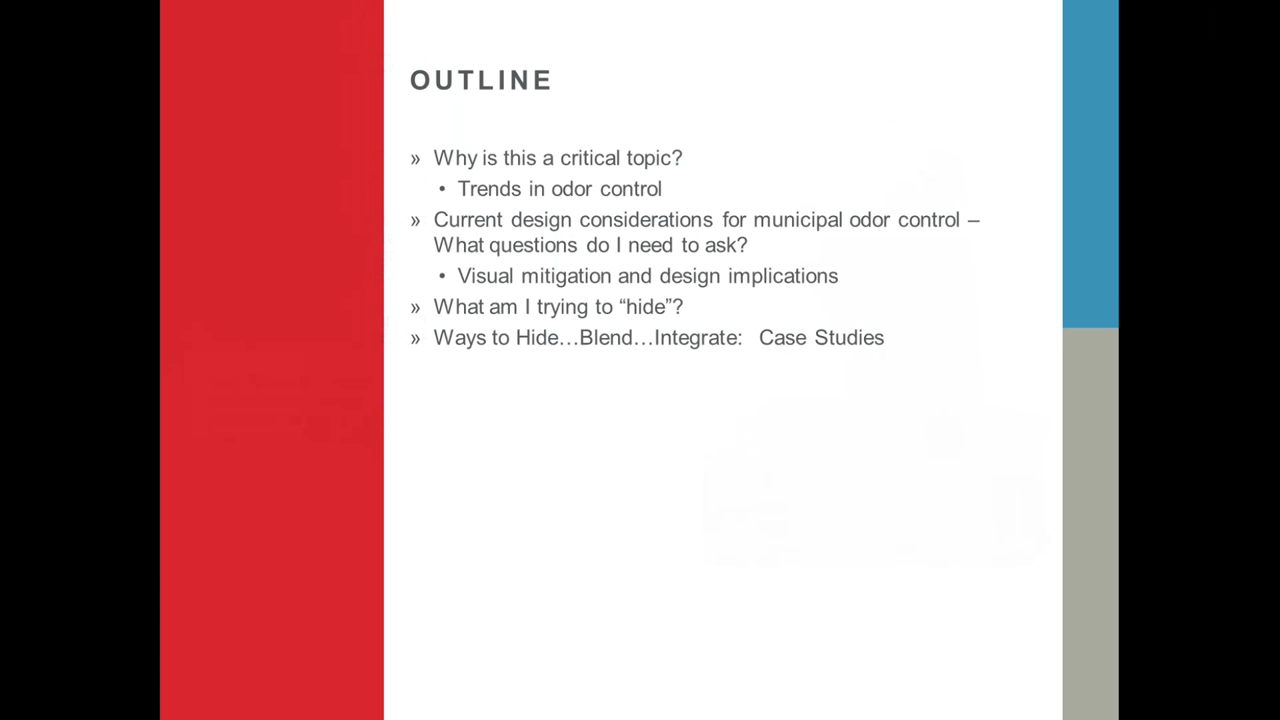 OUTLINE
» Why is this a critical topic?
• Trends in odor control
» Current design considerations for municipal odor control –
What questions do I need to ask?
• Visual mitigation and design implications
» What am I trying to “hide”?
» Ways to Hide…Blend…Integrate: Case Studies